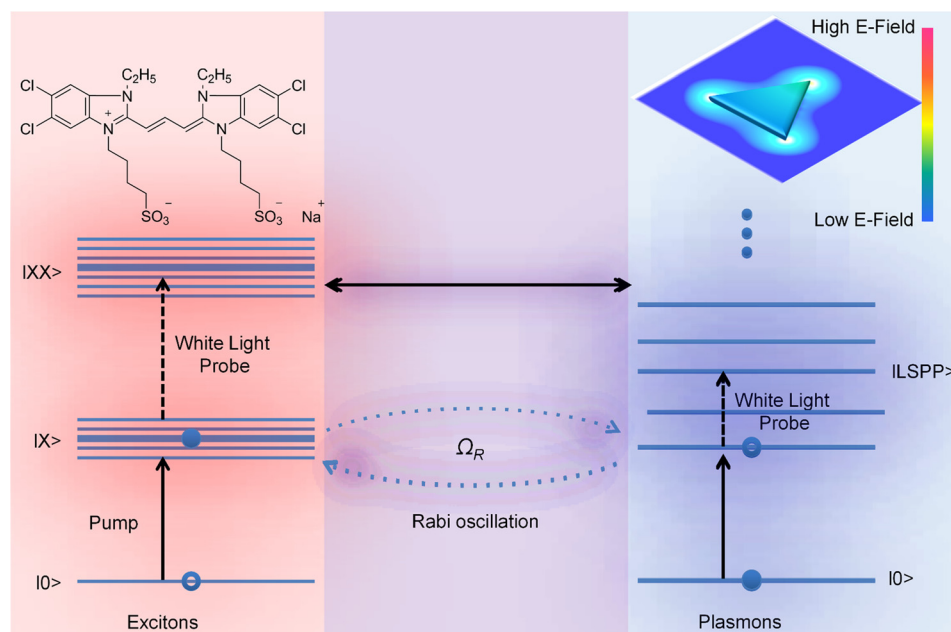 High E-Field
C₂H₅
C₂H₅
Cl
N
N
Cl
Cl
N
+
N
Cl
SO₃⁻
SO₃⁻
Na⁺
Low E-Field
|XX>
White Light
Probe
|LSPP>
White Light
Probe
|X>
Ω_R
Pump
Rabi oscillation
|0>
|0>
Excitons
Plasmons